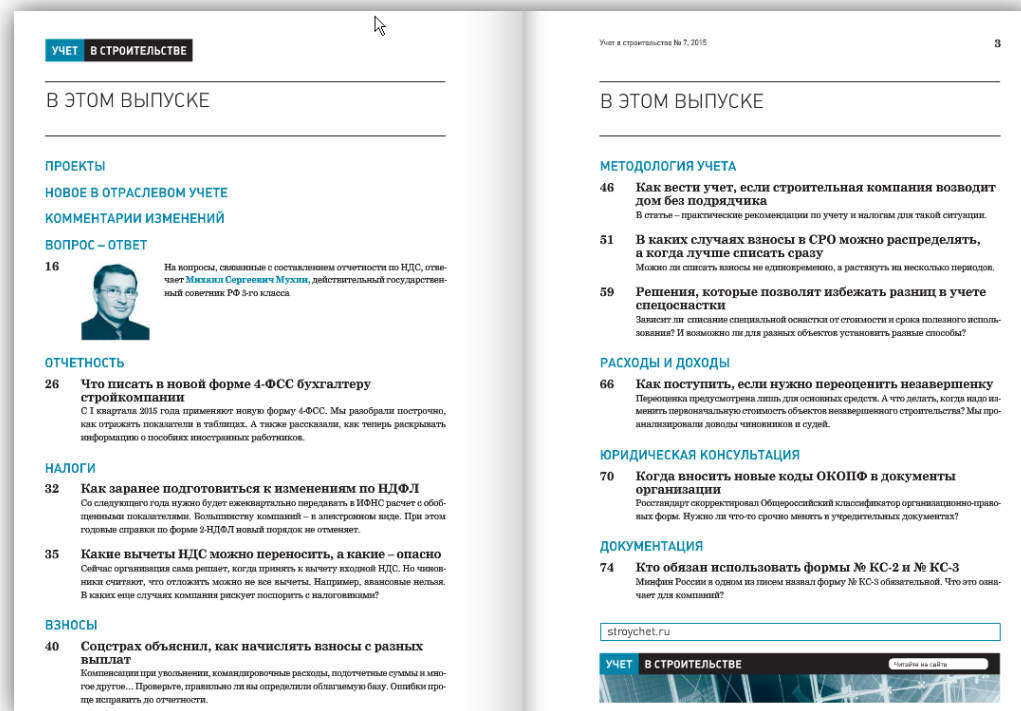 УЧЕТ В СТРОИТЕЛЬСТВЕ
В ЭТОМ ВЫПУСКЕ
ПРОЕКТЫ
НОВОЕ В ОТРАСЛЕВОМ УЧЕТЕ
КОММЕНТАРИИ ИЗМЕНЕНИЙ
ВОПРОС – ОТВЕТ
16 На вопросы, связанные с составлением отчетности по НДС, отве-
чает Михаил Сергеевич Мухин, действительный государствен-
ный советник РФ 3-го класса
ОТЧЕТНОСТЬ
26 Что писать в новой форме 4-ФСС бухгалтеру
стройкомпании
С I квартала 2015 года применяют новую форму 4-ФСС. Мы разобрали построчно,
как отражать показатели в таблицах. А также рассказали, как теперь раскрывать
информацию о пособиях иностранных работников.
НАЛОГИ
32 Как заранее подготовиться к изменениям по НДФЛ
Со следующего года нужно будет ежеквартально передавать в ИФНС расчет с обоб-
щенными показателями. Большинству компаний – в электронном виде. При этом
годовые справки по форме 2-НДФЛ новый порядок не отменяет.
35 Какие вычеты НДС можно переносить, а какие – опасно
Сейчас организация сама решает, когда принять к вычету входной НДС. Но чинов-
ники считают, что отложить можно не все вычеты. Например, авансовые нельзя.
В каких еще случаях компания рискует поспорить с налоговиками?
ВЗНОСЫ
40 Соцстрах объяснил, как начислять взносы с разных
выплат
Компенсации при увольнении, командировочные расходы, подотчетные суммы и мно-
гое другое… Проверьте, правильно ли вы определили облагаемую базу. Ошибки про-
ще исправить до отчетности.
Учет в строительстве № 7, 2015 3
В ЭТОМ ВЫПУСКЕ
МЕТОДОЛОГИЯ УЧЕТА
46 Как вести учет, если строительная компания возводит
дом без подрядчика
В статье – практические рекомендации по учету и налогам для такой ситуации.
51 В каких случаях взносы в СРО можно распределять,
а когда лучше списать сразу
Можно ли списать взносы не единовременно, а растянуть на несколько периодов.
59 Решения, которые позволят избежать разниц в учете
спецоснастки
Зависит ли списание специальной оснастки от стоимости и срока полезного исполь-
зования? И возможно ли для разных объектов установить разные способы?
РАСХОДЫ И ДОХОДЫ
66 Как поступить, если нужно переоценить незавершенку
Переоценка предусмотрена лишь для основных средств. А что делать, когда надо из-
менить первоначальную стоимость объектов незавершенного строительства? Мы про-
анализировали доводы чиновников и судей.
ЮРИДИЧЕСКАЯ КОНСУЛЬТАЦИЯ
70 Когда вносить новые коды ОКОПФ в документы
организации
Росстандарт скорректировал Общероссийский классификатор организационно-право-
вых форм. Нужно ли что-то срочно менять в учредительных документах?
ДОКУМЕНТАЦИЯ
74 Кто обязан использовать формы № КС-2 и № КС-3
Минфин России в одном из писем назвал форму № КС-3 обязательной. Что это озна-
чает для компаний?
stroychet.ru
УЧЕТ В СТРОИТЕЛЬСТВЕ Читайте на сайте